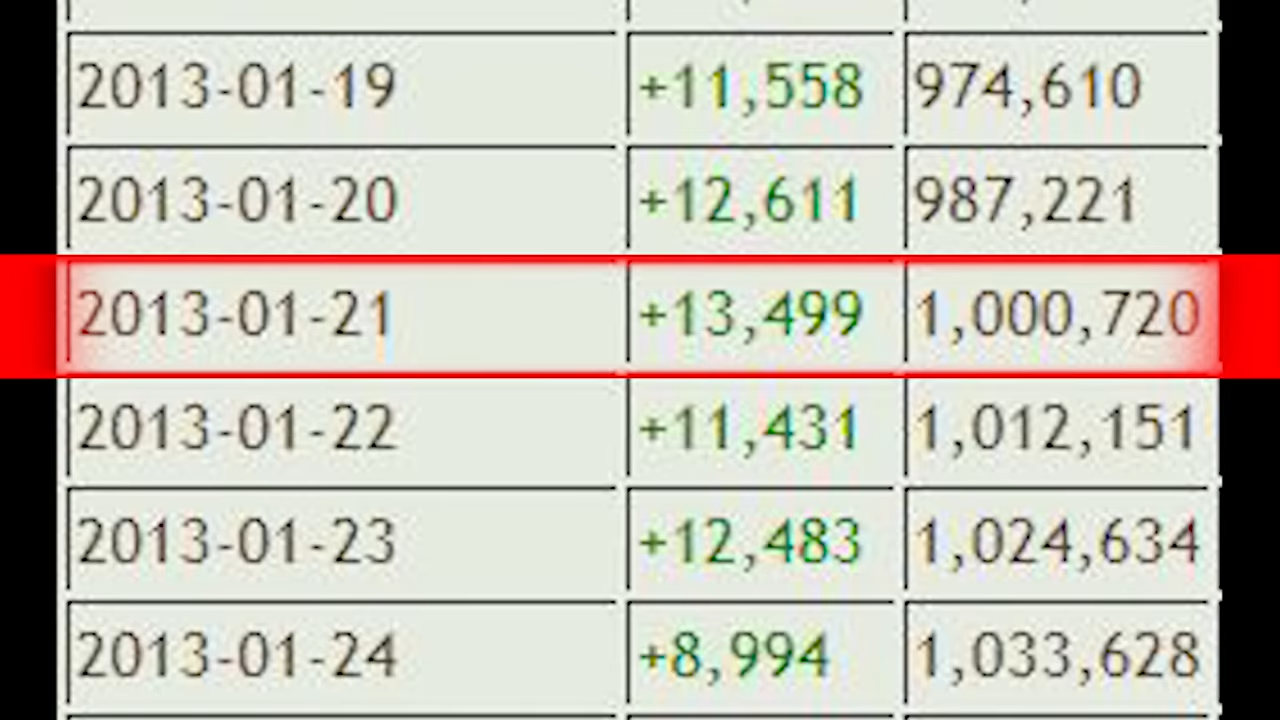 2013-01-19 +11,558 974,610
2013-01-20 +12,611 987,221
2013-01-21 +13,499 1,000,720
2013-01-22 +11,431 1,012,151
2013-01-23 +12,483 1,024,634
2013-01-24 +8,994 1,033,628